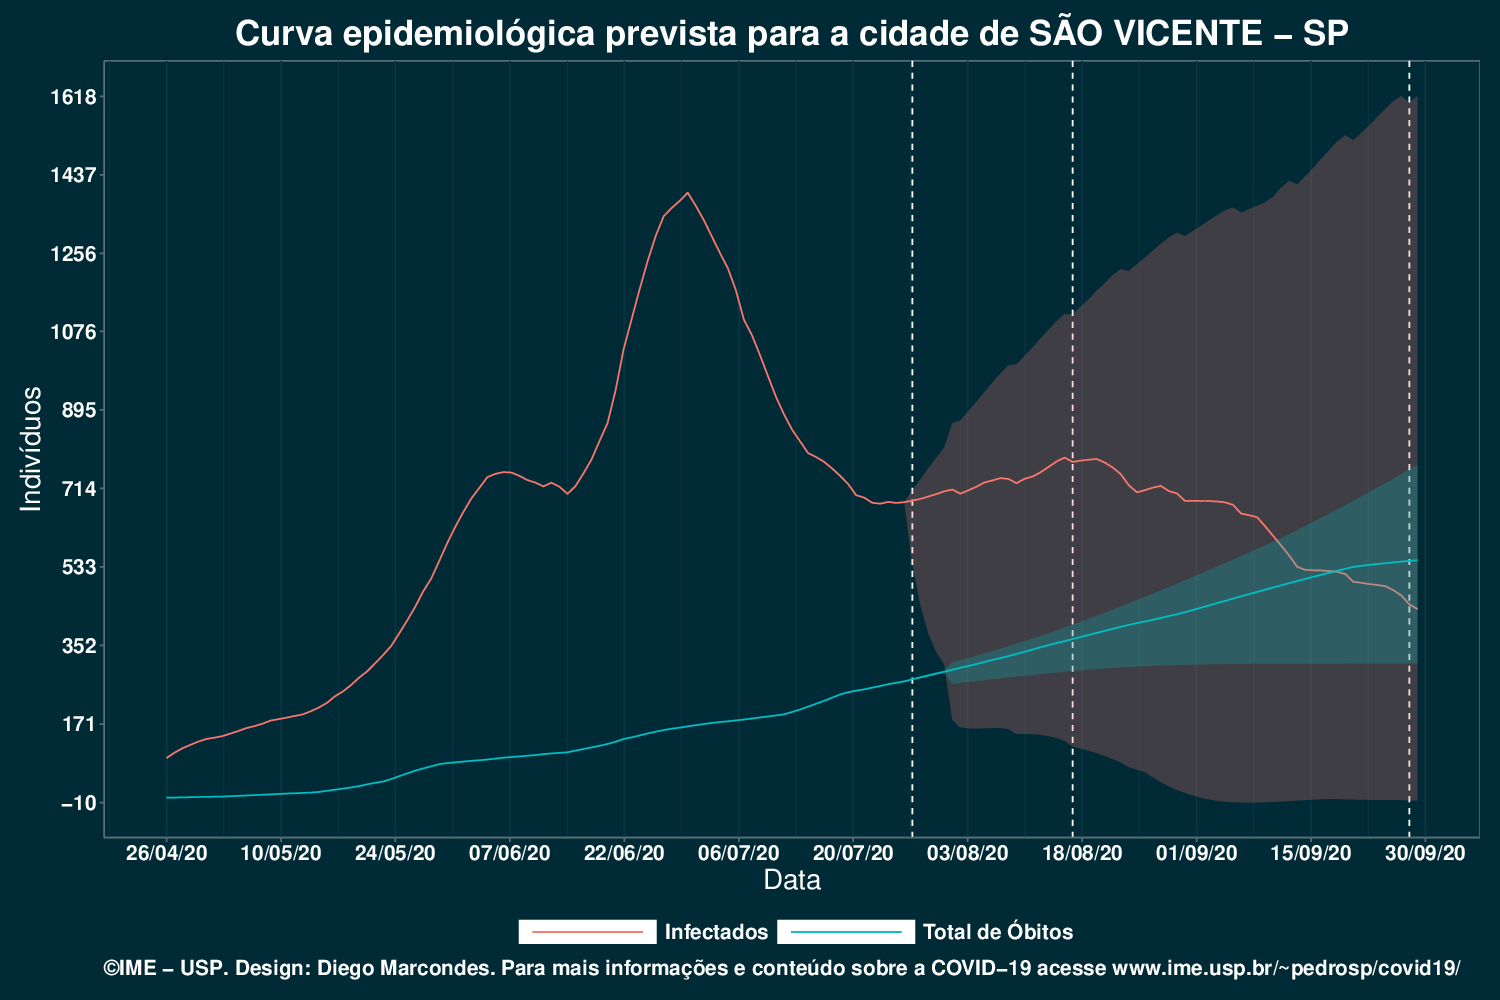 Curva epidemiológica prevista para a cidade de SÃO VICENTE – SP
1618
1437
1256
1076
895
714
533
352
171
−10
Indivíduos
26/04/20 10/05/20 24/05/20 07/06/20 22/06/20 06/07/20 20/07/20 03/08/20 18/08/20 01/09/20 15/09/20 30/09/20
Data
Infectados Total de Óbitos
©IME – USP. Design: Diego Marcondes. Para mais informações e conteúdo sobre a COVID−19 acesse www.ime.usp.br/~pedrosp/covid19/